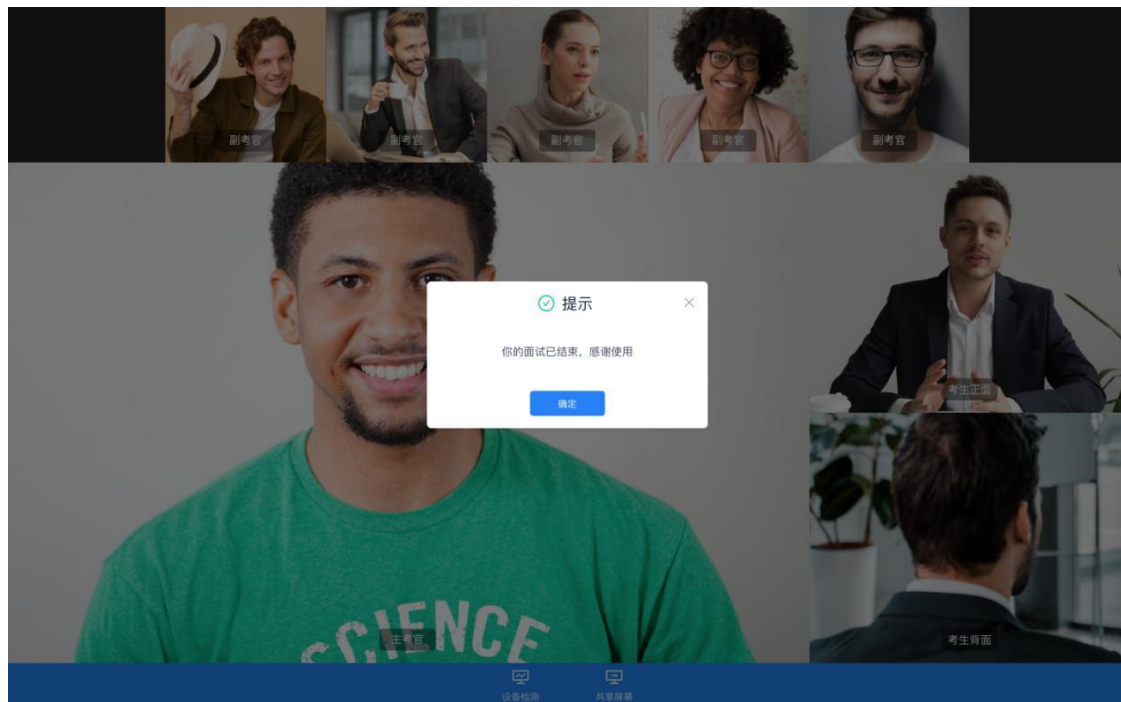 副考官
副考官
副考官
副考官
副考官
提示
你的面试已结束，感谢使用
确定
考生正面
SCIENCE
主考官
考生背面
设备检测
共享屏幕